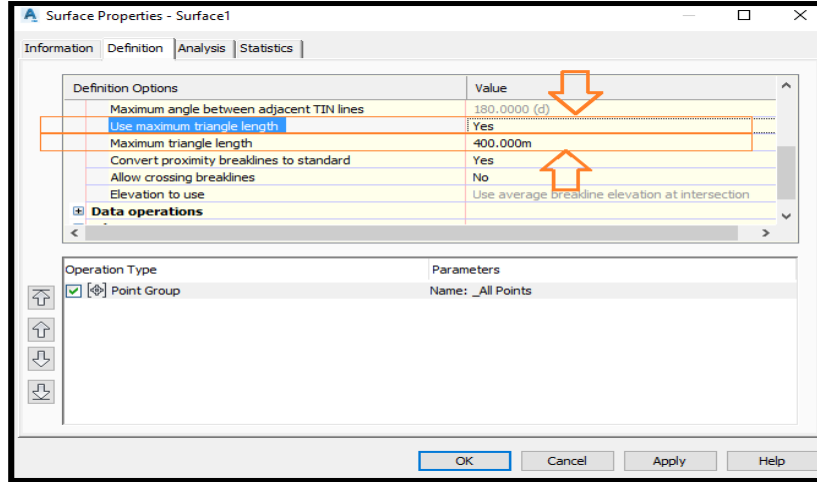 Surface Properties - Surface1
Information Definition Analysis Statistics
Definition Options Value
Maximum angle between adjacent TIN lines 180.0000 (d)
Use maximum triangle length Yes
Maximum triangle length 400.000m
Convert proximity breaklines to standard Yes
Allow crossing breaklines No
Elevation to use Use average breakline elevation at intersection
Data operations
Operation Type Parameters
Point Group Name: _All Points
OK Cancel Apply Help